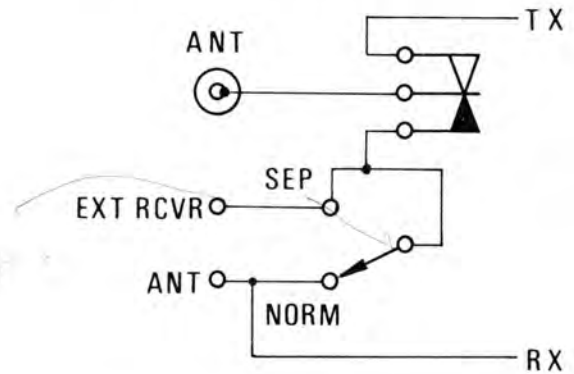 TX
ANT
SEP
EXT RCVR
ANT
NORM
RX